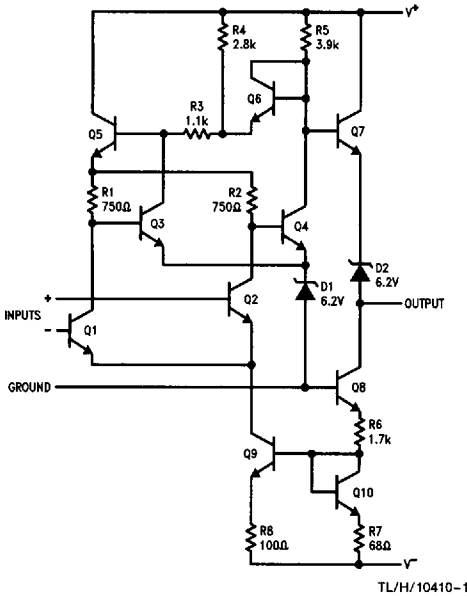 V+
R4
2.8k
R5
3.9k
Q6
R3
1.1k
Q5
Q7
R1
750Ω
Q3
R2
750Ω
Q4
D1
6.2V
D2
6.2V
+
Q2
OUTPUT
INPUTS
-
Q1
GROUND
Q8
R6
1.7k
Q9
Q10
R8
100Ω
R7
68Ω
V-
TL/H/10410-1